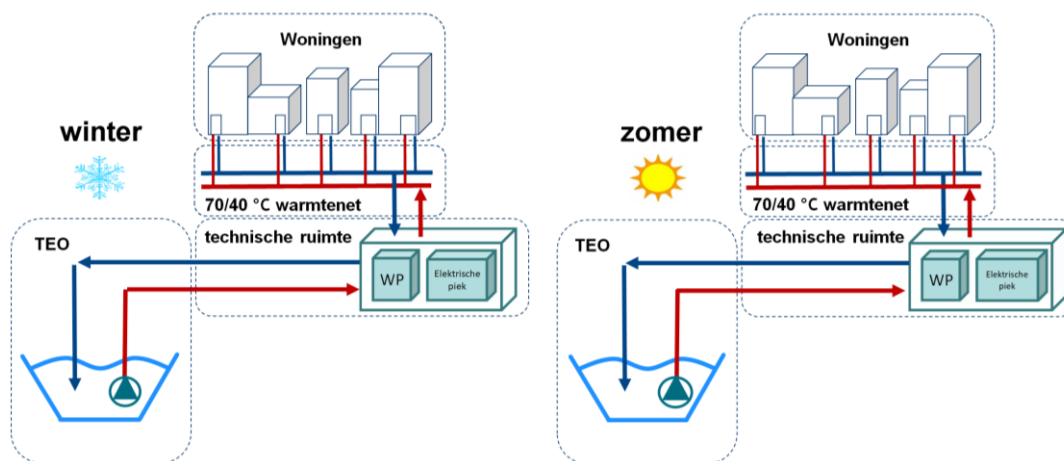 Woningen
winter
70/40 °C warmtenet
TEO
technische ruimte
WP
Elektrische
piek
Woningen
zomer
70/40 °C warmtenet
TEO
technische ruimte
WP
Elektrische
piek